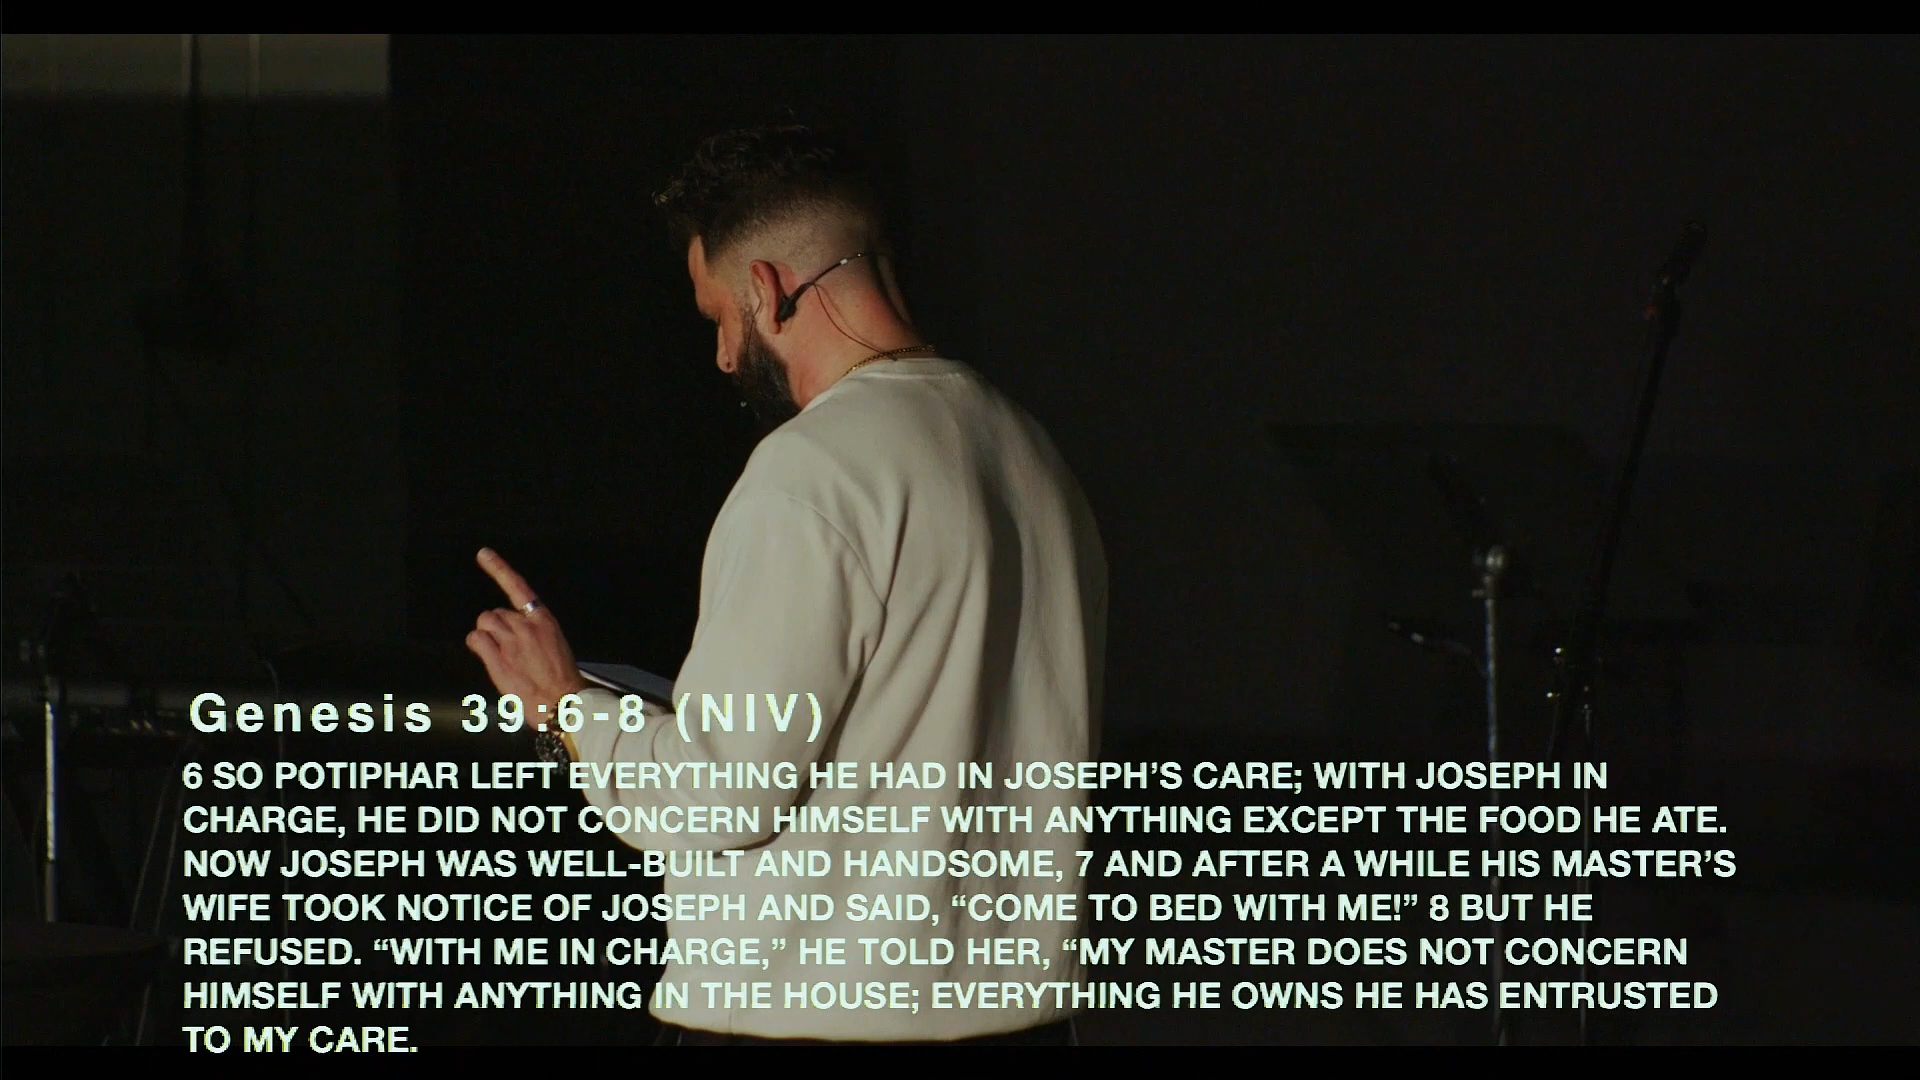 Genesis 39:6-8 (NIV)
6 SO POTIPHAR LEFT EVERYTHING HE HAD IN JOSEPH’S CARE; WITH JOSEPH IN
CHARGE, HE DID NOT CONCERN HIMSELF WITH ANYTHING EXCEPT THE FOOD HE ATE.
NOW JOSEPH WAS WELL-BUILT AND HANDSOME, 7 AND AFTER A WHILE HIS MASTER’S
WIFE TOOK NOTICE OF JOSEPH AND SAID, “COME TO BED WITH ME!” 8 BUT HE
REFUSED. “WITH ME IN CHARGE,” HE TOLD HER, “MY MASTER DOES NOT CONCERN
HIMSELF WITH ANYTHING IN THE HOUSE; EVERYTHING HE OWNS HE HAS ENTRUSTED
TO MY CARE.